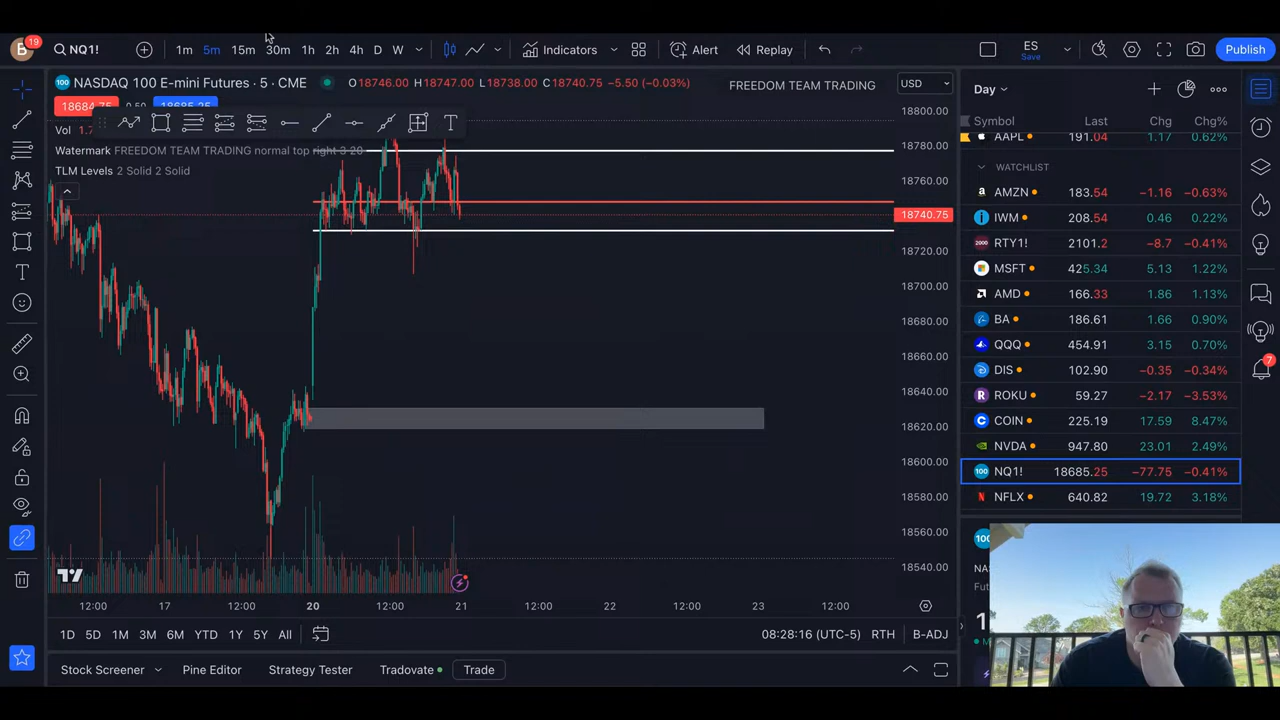 B 19 NQ1! 1m 5m 15m 30m 1h 2h 4h D W Indicators Alert Replay ES Save Publish
NASDAQ 100 E-mini Futures · 5 · CME O18746.00 H18747.00 L18738.00 C18740.75 −5.50 (−0.03%)
FREEDOM TEAM TRADING
USD
18684.75 0.50 18685.25
Vol
Watermark FREEDOM TEAM TRADING normal top right 3 20
TLM Levels 2 Solid 2 Solid
18800.00
18780.00
18760.00
18740.75
18720.00
18700.00
18680.00
18660.00
18640.00
18620.00
18600.00
18580.00
18560.00
18540.00
12:00 17 12:00 20 12:00 21 12:00 22 12:00 23 12:00
1D 5D 1M 3M 6M YTD 1Y 5Y All 08:28:16 (UTC-5) RTH B-ADJ
Stock Screener Pine Editor Strategy Tester Tradovate Trade
Day
Symbol Last Chg Chg%
AAPL 191.04 1.17 0.62%
WATCHLIST
AMZN 183.54 −1.16 −0.63%
IWM 208.54 0.46 0.22%
RTY1! 2101.2 −8.7 −0.41%
MSFT 425.34 5.13 1.22%
AMD 166.33 1.86 1.13%
BA 186.61 1.66 0.90%
QQQ 454.91 3.15 0.70%
DIS 102.90 −0.35 −0.34%
ROKU 59.27 −2.17 −3.53%
COIN 225.19 17.59 8.47%
NVDA 947.80 23.01 2.49%
NQ1! 18685.25 −77.75 −0.41%
NFLX 640.82 19.72 3.18%
7